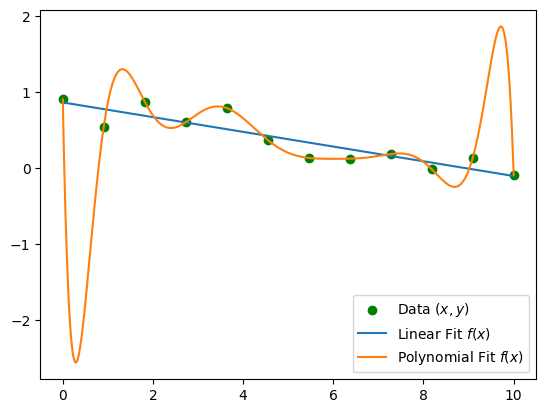 2
1
0
−1
−2
0 2 4 6 8 10
Data (x, y)
Linear Fit f(x)
Polynomial Fit f(x)